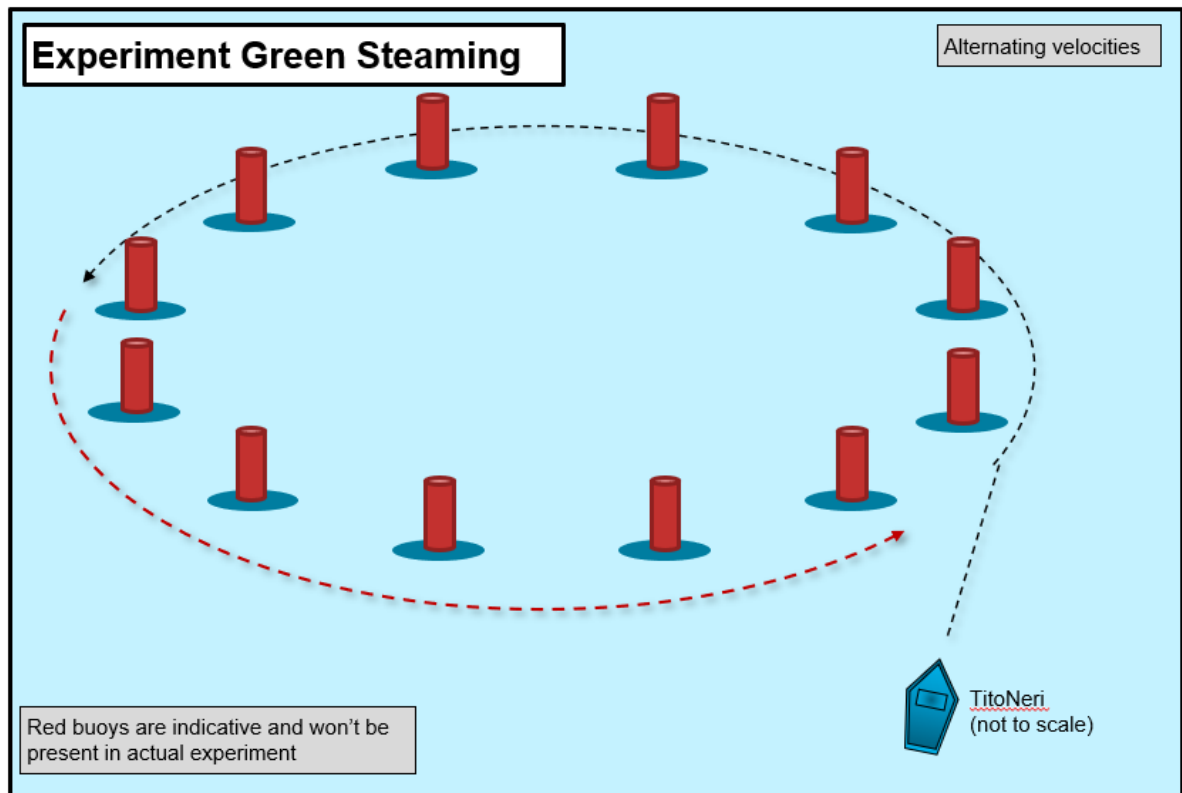 Experiment Green Steaming
Alternating velocities
TitoNeri
(not to scale)
Red buoys are indicative and won’t be
present in actual experiment